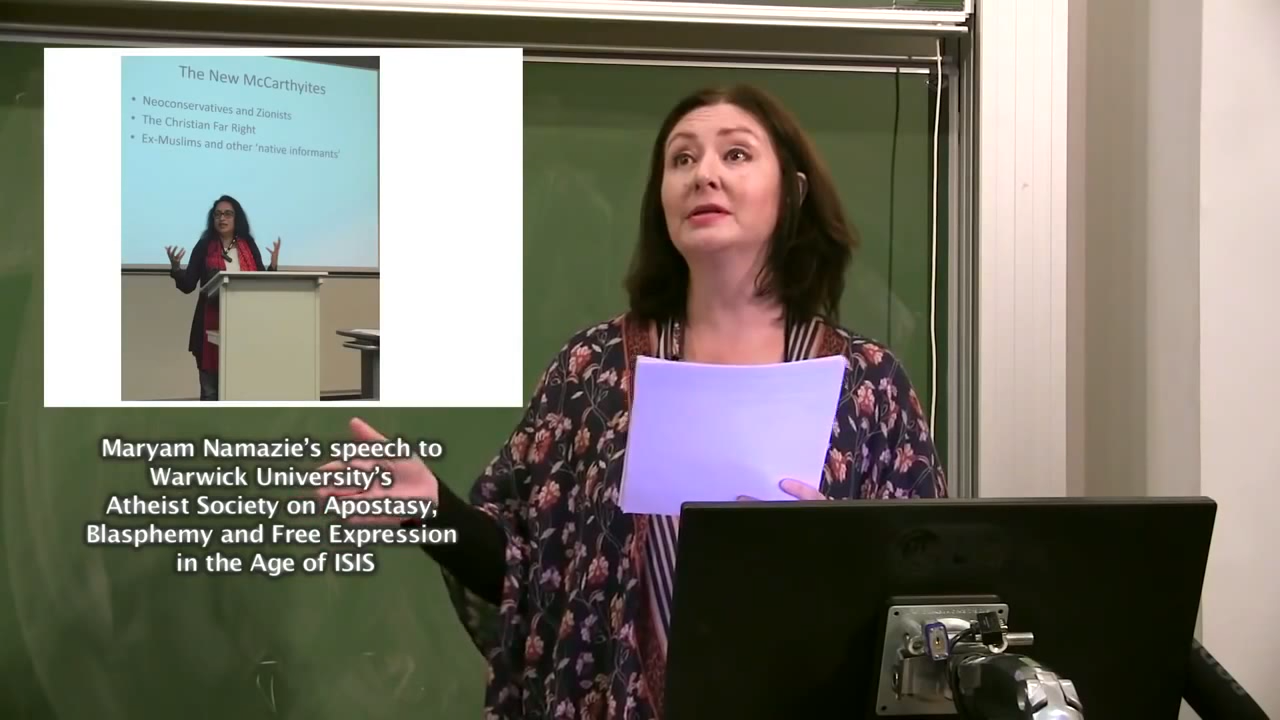 The New McCarthyites
• Neoconservatives and Zionists
• The Christian Far Right
• Ex-Muslims and other ‘native informants’
Maryam Namazie’s speech to
Warwick University’s
Atheist Society on Apostasy,
Blasphemy and Free Expression
in the Age of ISIS